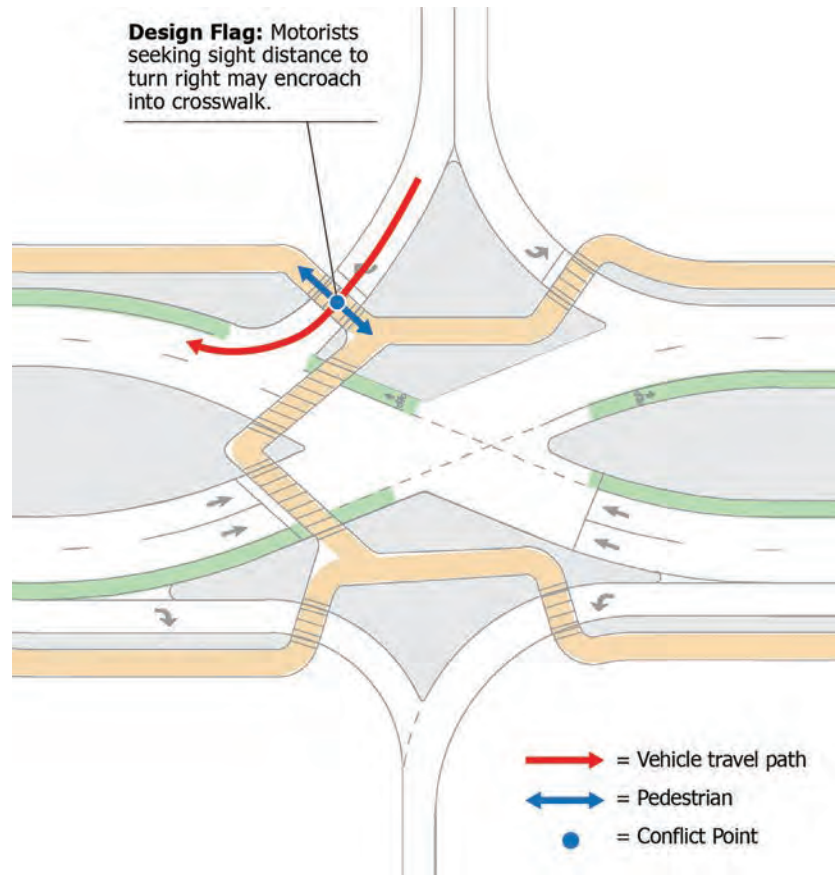 Design Flag: Motorists
seeking sight distance to
turn right may encroach
into crosswalk.
= Vehicle travel path
= Pedestrian
= Conflict Point